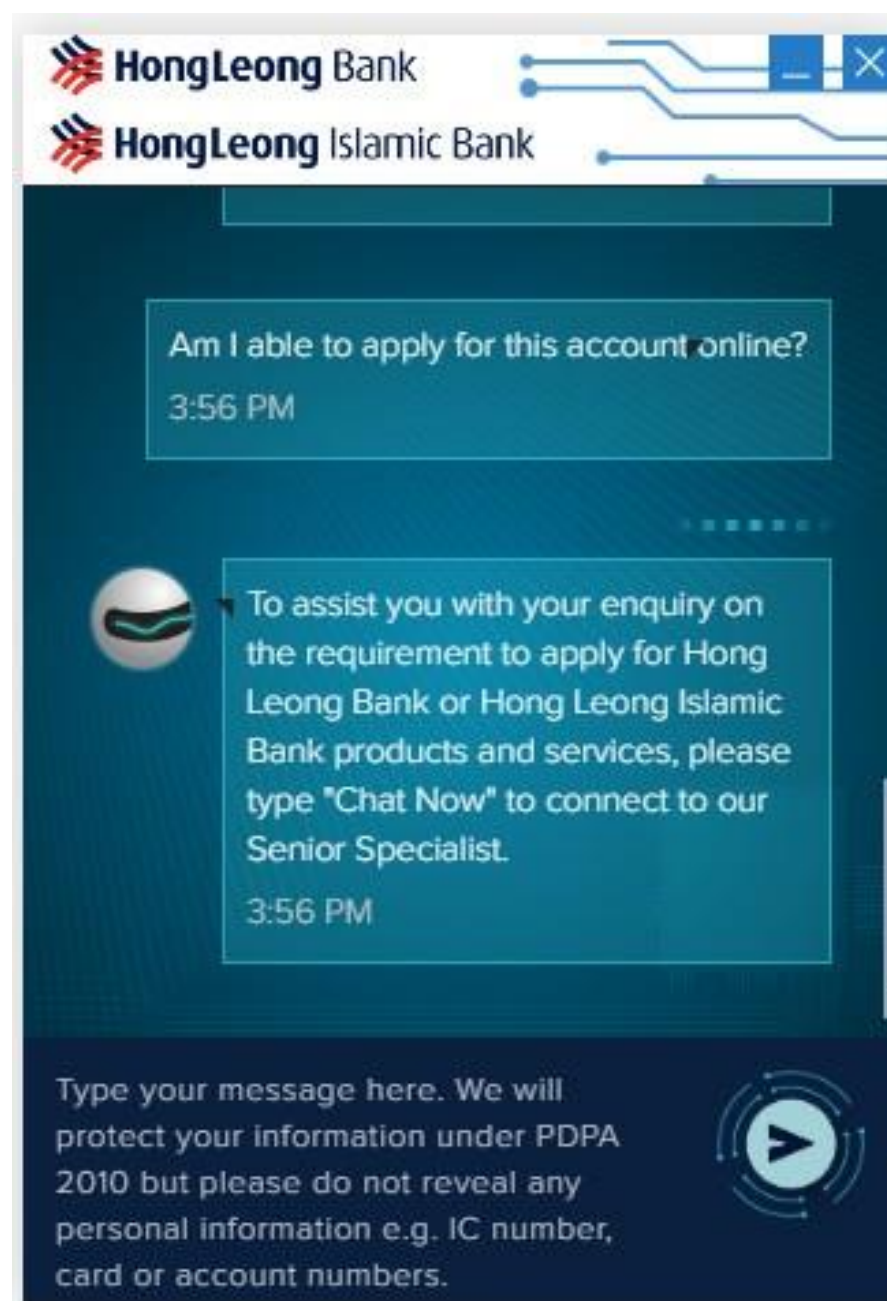 HongLeong Bank
HongLeong Islamic Bank
Am I able to apply for this account online?
3:56 PM
To assist you with your enquiry on
the requirement to apply for Hong
Leong Bank or Hong Leong Islamic
Bank products and services, please
type "Chat Now" to connect to our
Senior Specialist.
3:56 PM
Type your message here. We will
protect your information under PDPA
2010 but please do not reveal any
personal information e.g. IC number,
card or account numbers.